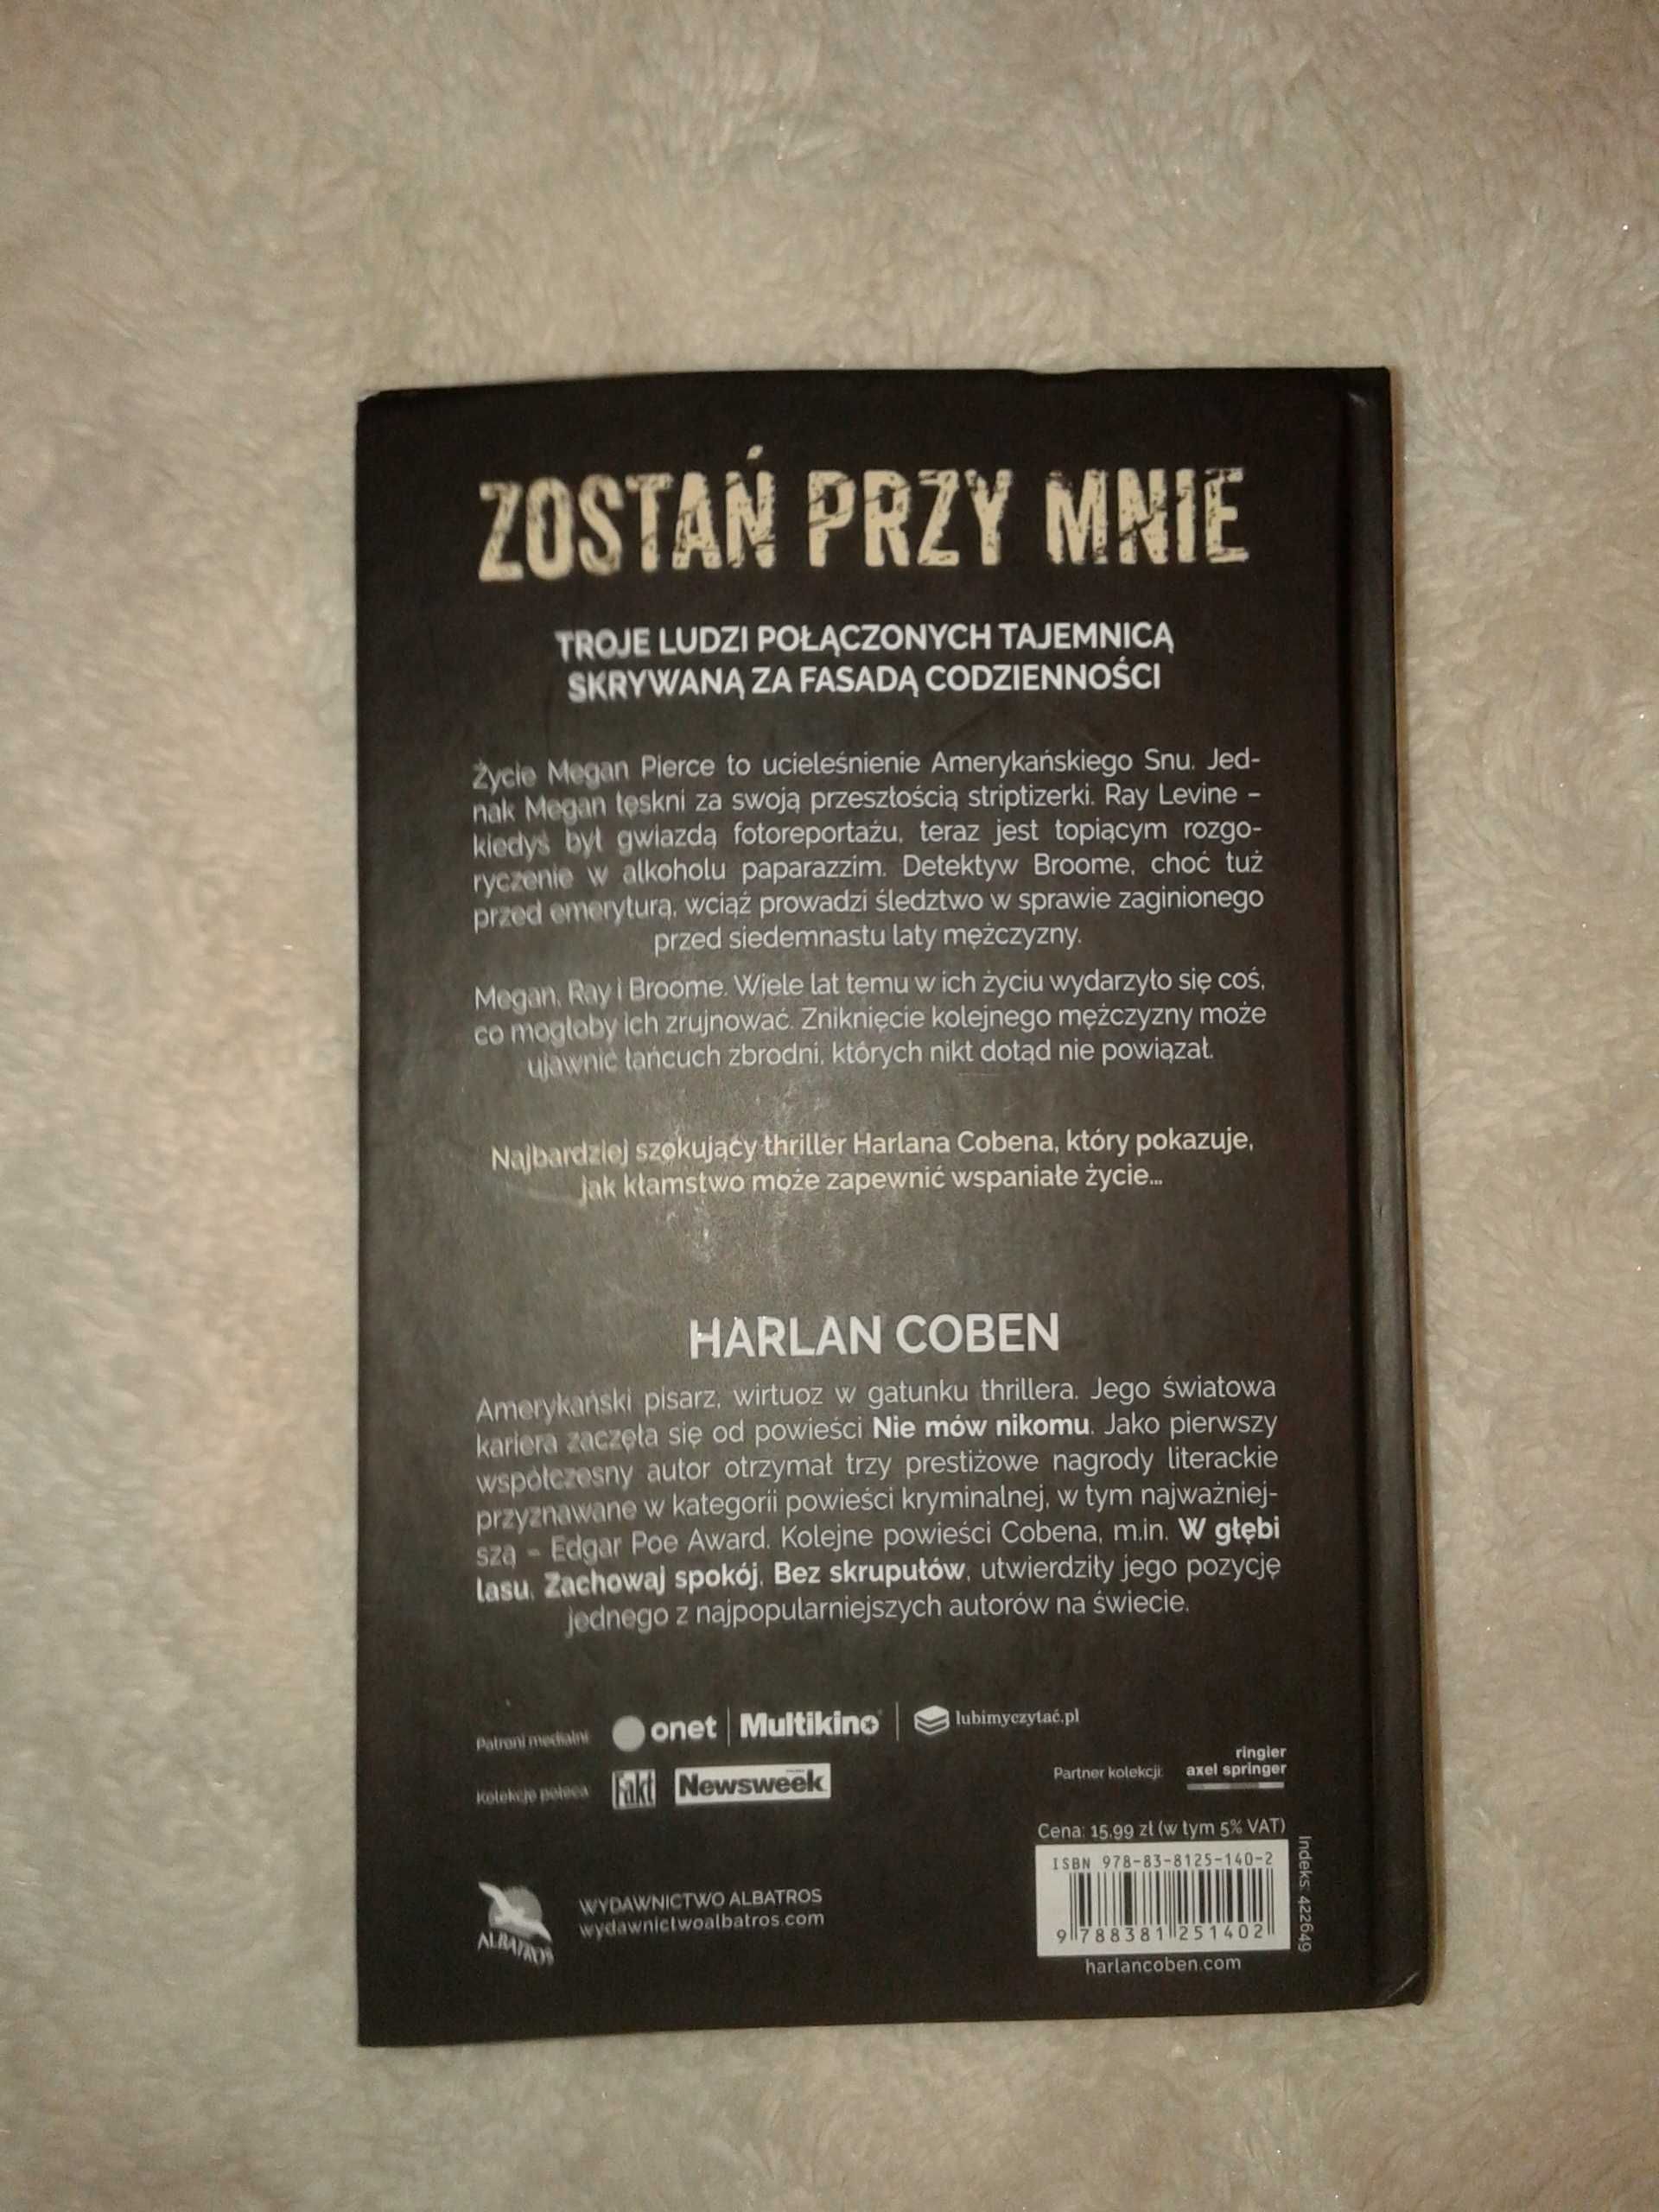 ZOSTAŃ PRZY MNIE
TROJE LUDZI POŁĄCZONYCH TAJEMNICĄ
SKRYWANĄ ZA FASADĄ CODZIENNOŚCI
Życie Megan Pierce to ucieleśnienie Amerykańskiego Snu. Jed-
nak Megan tęskni za swoją przeszłością striptizerki. Ray Levine –
kiedyś był gwiazdą fotoreportażu, teraz jest topiącym rozgo-
ryczenie w alkoholu paparazzim. Detektyw Broome, choć tuż
przed emeryturą, wciąż prowadzi śledztwo w sprawie zaginionego
przed siedemnastu laty mężczyzny.
Megan, Ray i Broome. Wiele lat temu w ich życiu wydarzyło się coś,
co mogłoby ich zrujnować. Zniknięcie kolejnego mężczyzny może
ujawnić łańcuch zbrodni, których nikt dotąd nie powiązał.
Najbardziej szokujący thriller Harlana Cobena, który pokazuje,
jak kłamstwo może zapewnić wspaniałe życie...
HARLAN COBEN
Amerykański pisarz, wirtuoz w gatunku thrillera. Jego światowa
kariera zaczęła się od powieści Nie mów nikomu. Jako pierwszy
współczesny autor otrzymał trzy prestiżowe nagrody literackie
przyznawane w kategorii powieści kryminalnej, w tym najważniej-
szą – Edgar Poe Award. Kolejne powieści Cobena, m.in. W głębi
lasu, Zachowaj spokój, Bez skrupułów, utwierdziły jego pozycję
jednego z najpopularniejszych autorów na świecie.
Patroni medialni onet Multikino lubimyczytać.pl
Kolekcję poleca Fakt Newsweek
Partner kolekcji: ringier
axel springer
Cena: 15,99 zł (w tym 5% VAT)
ISBN 978-83-8125-140-2
9 788381 251402
Indeks: 422649
harlancoben.com
ALBATROS
WYDAWNICTWO ALBATROS
wydawnictwoalbatros.com